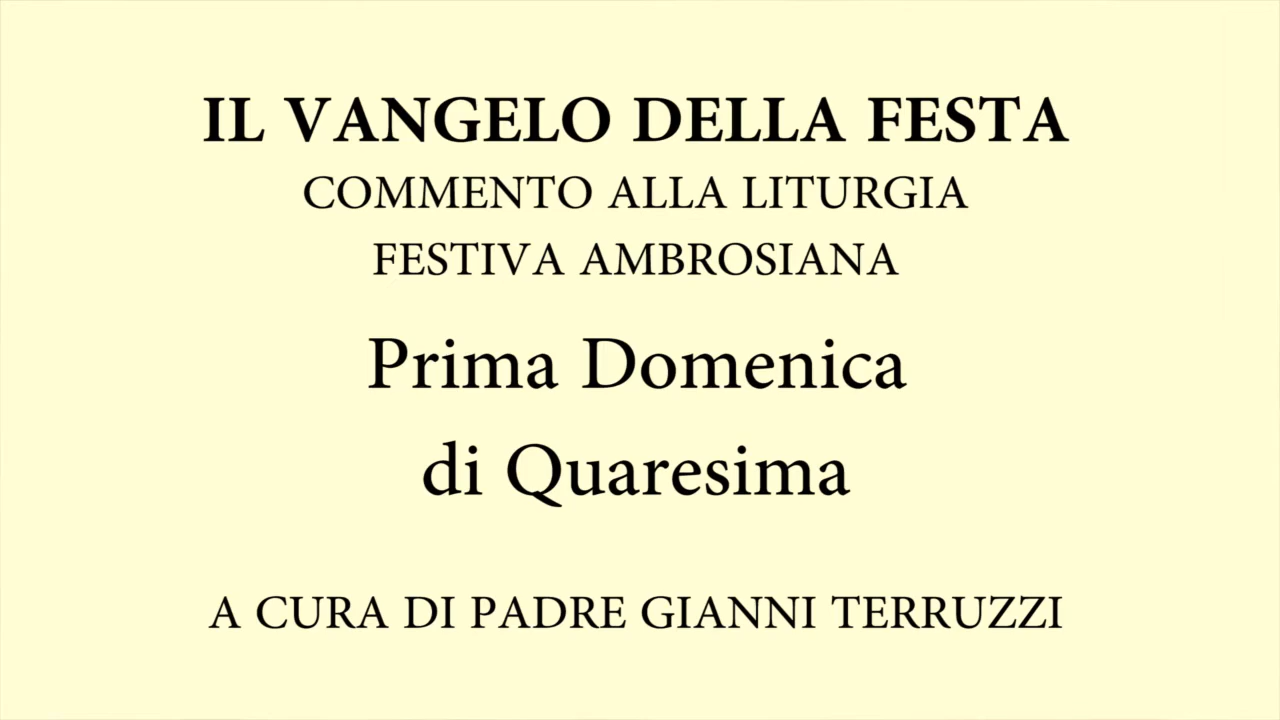 IL VANGELO DELLA FESTA
COMMENTO ALLA LITURGIA
FESTIVA AMBROSIANA
Prima Domenica
di Quaresima
A CURA DI PADRE GIANNI TERRUZZI